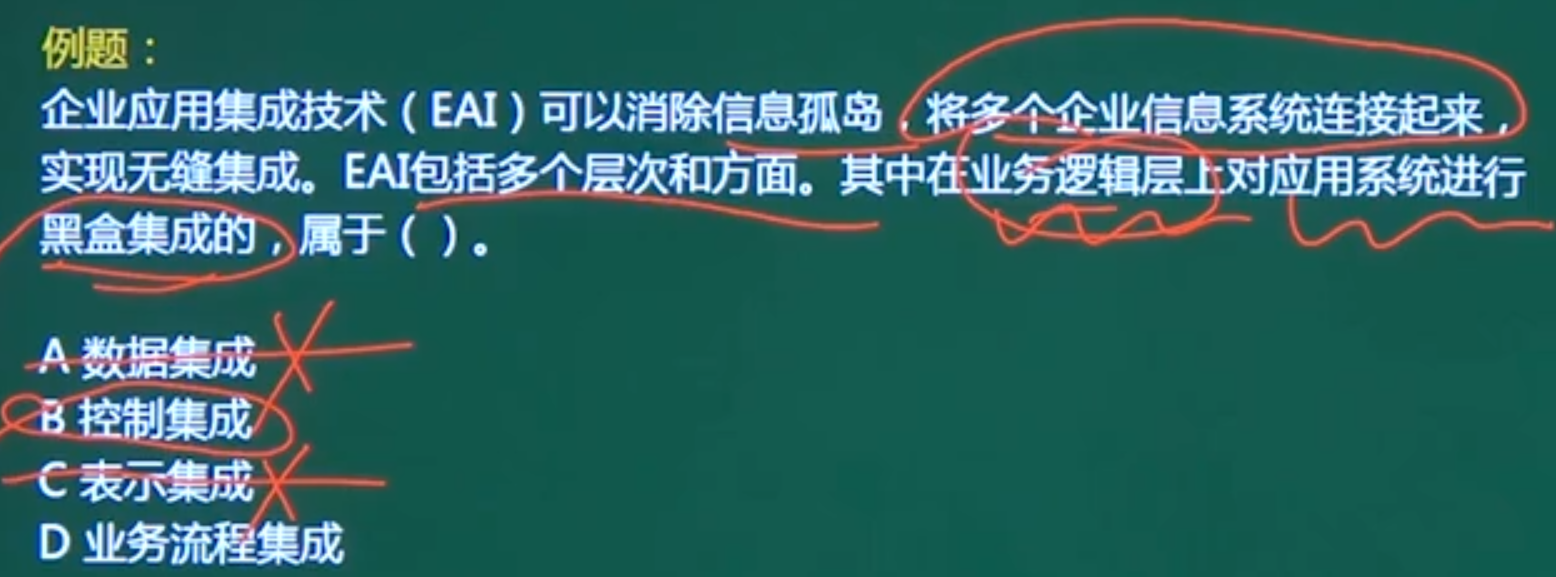 例题：
企业应用集成技术（EAI）可以消除信息孤岛，将多个企业信息系统连接起来，
实现无缝集成。EAI包括多个层次和方面。其中在业务逻辑层上对应用系统进行
黑盒集成的，属于（ ）。
A 数据集成
B 控制集成
C 表示集成
D 业务流程集成